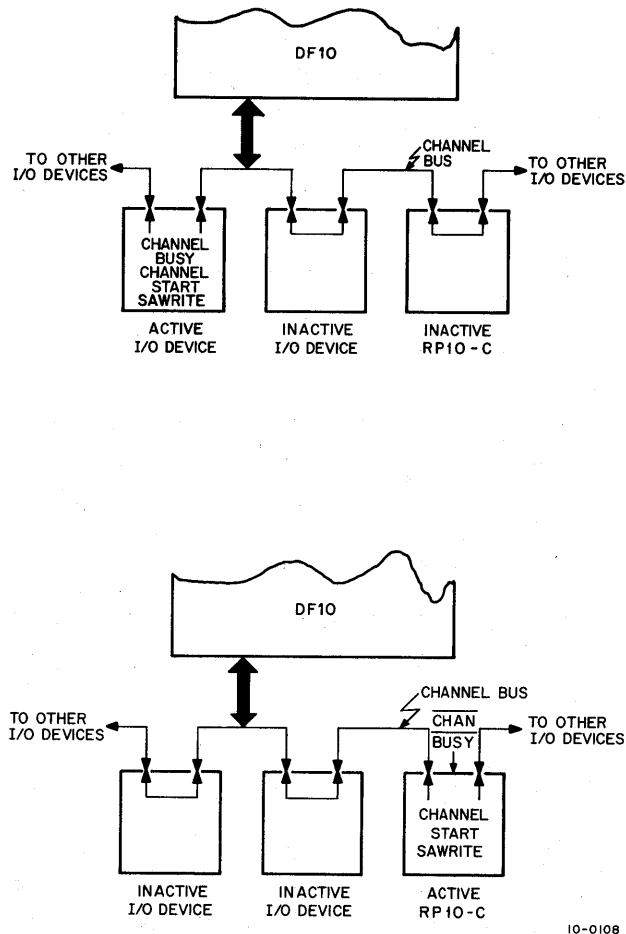 DF10
CHANNEL
BUS
TO OTHER
I/O DEVICES
TO OTHER
I/O DEVICES
CHANNEL
BUSY
CHANNEL
START
SAWRITE
ACTIVE
I/O DEVICE
INACTIVE
I/O DEVICE
INACTIVE
RP10-C
DF10
CHANNEL BUS
TO OTHER
I/O DEVICES
CHAN
BUSY
TO OTHER
I/O DEVICES
CHANNEL
START
SAWRITE
INACTIVE
I/O DEVICE
INACTIVE
I/O DEVICE
ACTIVE
RP10-C
10-0108